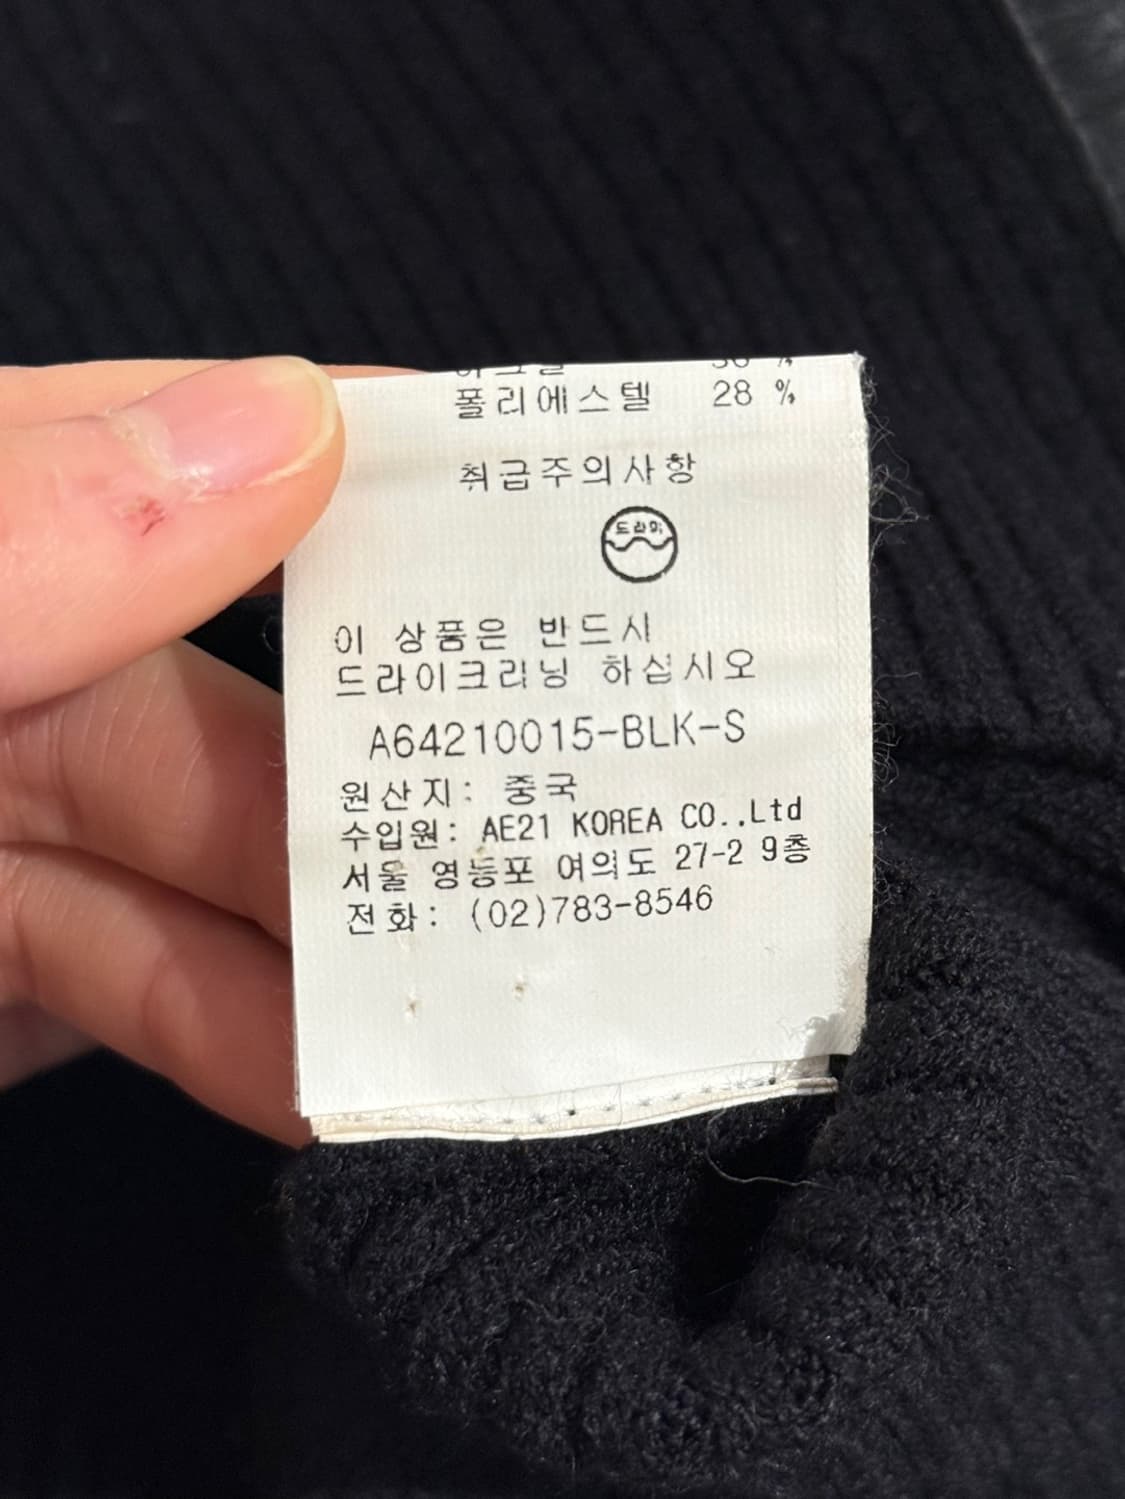 폴리에스텔 28 %
취급주의사항
드라이
이 상품은 반드시
드라이크리닝 하십시오
A64210015-BLK-S
원산지: 중국
수입원: AE21 KOREA CO.,Ltd
서울 영등포 여의도 27-2 9층
전화: (02)783-8546